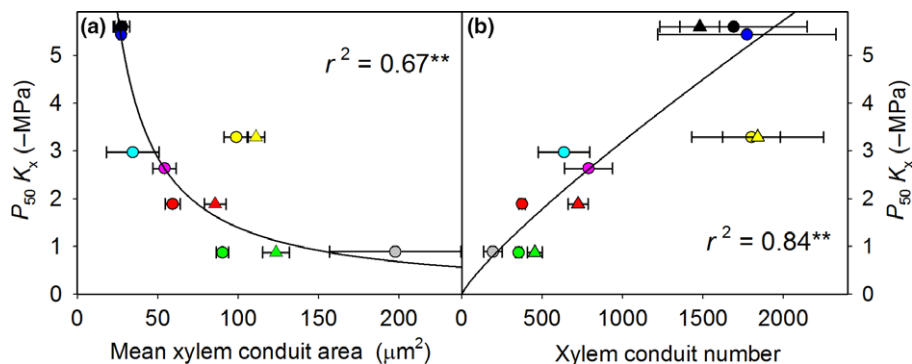 (a)
r² = 0.67**
P₅₀ Kₓ (–MPa)
5
4
3
2
1
0
0 50 100 150 200
Mean xylem conduit area (μm²)
(b)
r² = 0.84**
P₅₀ Kₓ (–MPa)
5
4
3
2
1
0
0 500 1000 1500 2000
Xylem conduit number